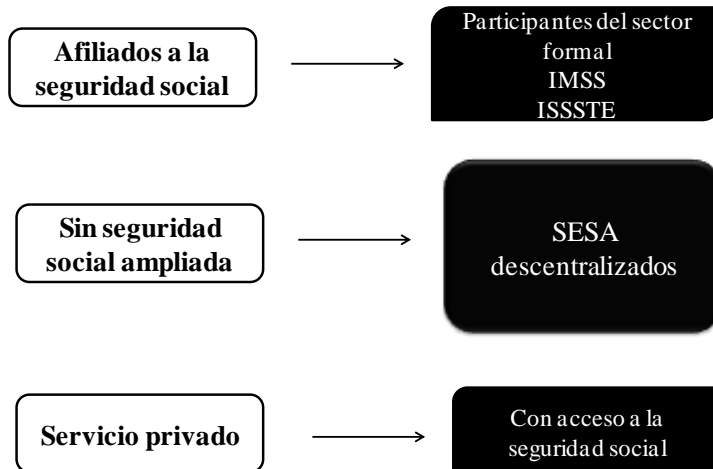 Afiliados a la
seguridad social
Participantes del sector
formal
IMSS
ISSSTE
Sin seguridad
social ampliada
SESA
descentralizados
Servicio privado
Con acceso a la
seguridad social